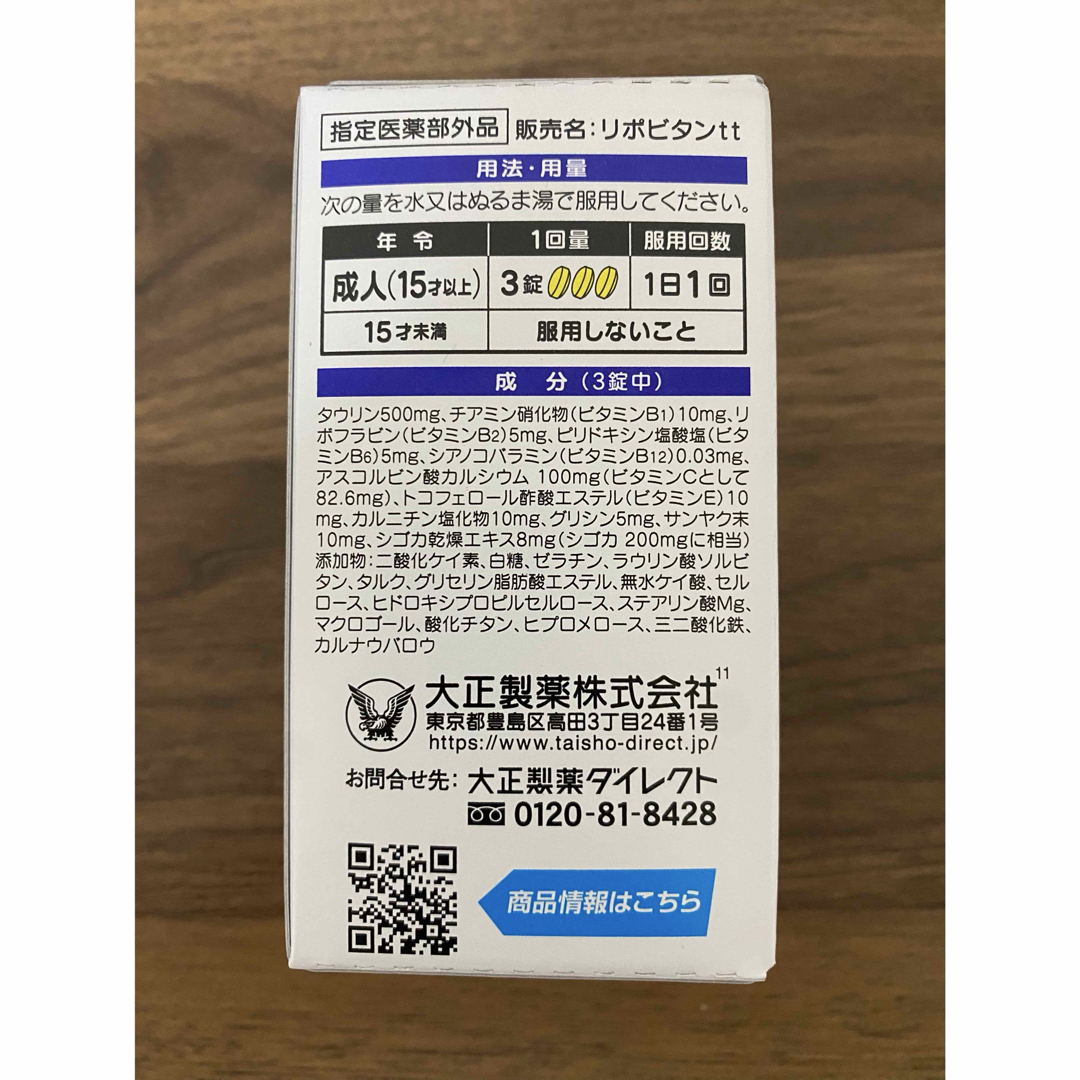 指定医薬部外品 販売名:リポビタンtt
用法・用量
次の量を水又はぬるま湯で服用してください。
年令 1回量 服用回数
成人(15才以上) 3錠 1日1回
15才未満 服用しないこと
成 分(3錠中)
タウリン500mg、チアミン硝化物(ビタミンB1)10mg、リ
ボフラビン(ビタミンB2)5mg、ピリドキシン塩酸塩(ビタ
ミンB6)5mg、シアノコバラミン(ビタミンB12)0.03mg、
アスコルビン酸カルシウム 100mg(ビタミンCとして
82.6mg)、トコフェロール酢酸エステル(ビタミンE)10
mg、カルニチン塩化物10mg、グリシン5mg、サンヤク末
10mg、シゴカ乾燥エキス8mg(シゴカ 200mgに相当)
添加物:二酸化ケイ素、白糖、ゼラチン、ラウリン酸ソルビ
タン、タルク、グリセリン脂肪酸エステル、無水ケイ酸、セル
ロース、ヒドロキシプロピルセルロース、ステアリン酸Mg、
マクロゴール、酸化チタン、ヒプロメロース、三二酸化鉄、
カルナウバロウ
大正製薬株式会社 11
東京都豊島区高田3丁目24番1号
https://www.taisho-direct.jp/
お問合せ先: 大正製薬ダイレクト
0120-81-8428
商品情報はこちら